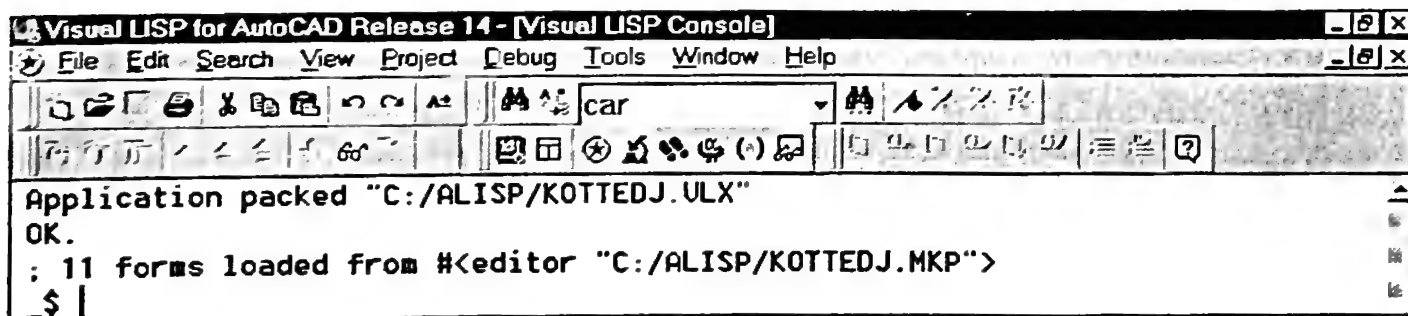 Visual LISP for AutoCAD Release 14 - [Visual LISP Console]
File Edit Search View Project Debug Tools Window Help
car
Application packed "C:/ALISP/KOTTEDJ.VLX"
OK.
; 11 forms loaded from #<editor "C:/ALISP/KOTTEDJ.MKP">
_$